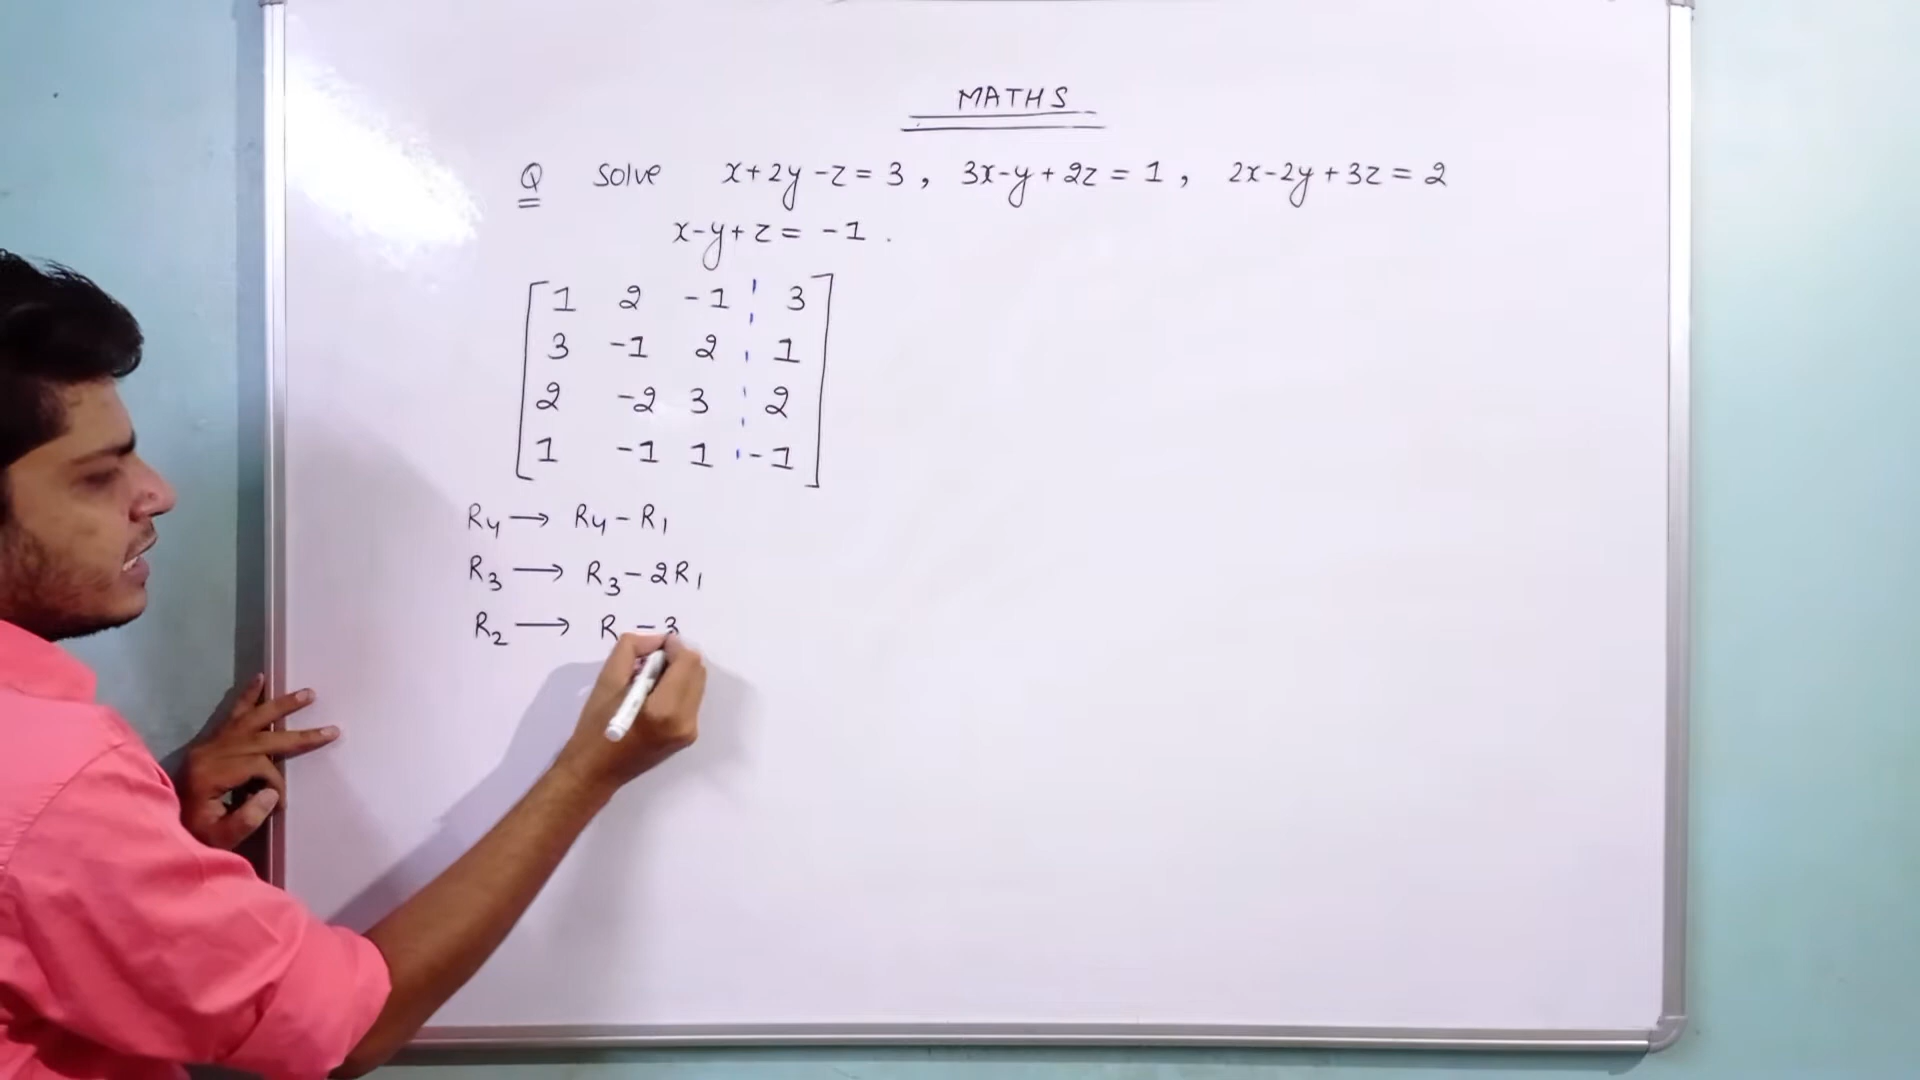 MATHS
Q Solve x+2y-z=3, 3x-y+2z=1, 2x-2y+3z=2
x-y+z=-1.
1 2 -1 3
3 -1 2 1
2 -2 3 2
1 -1 1 -1
R4 → R4-R1
R3 → R3-2R1
R2 → R -3